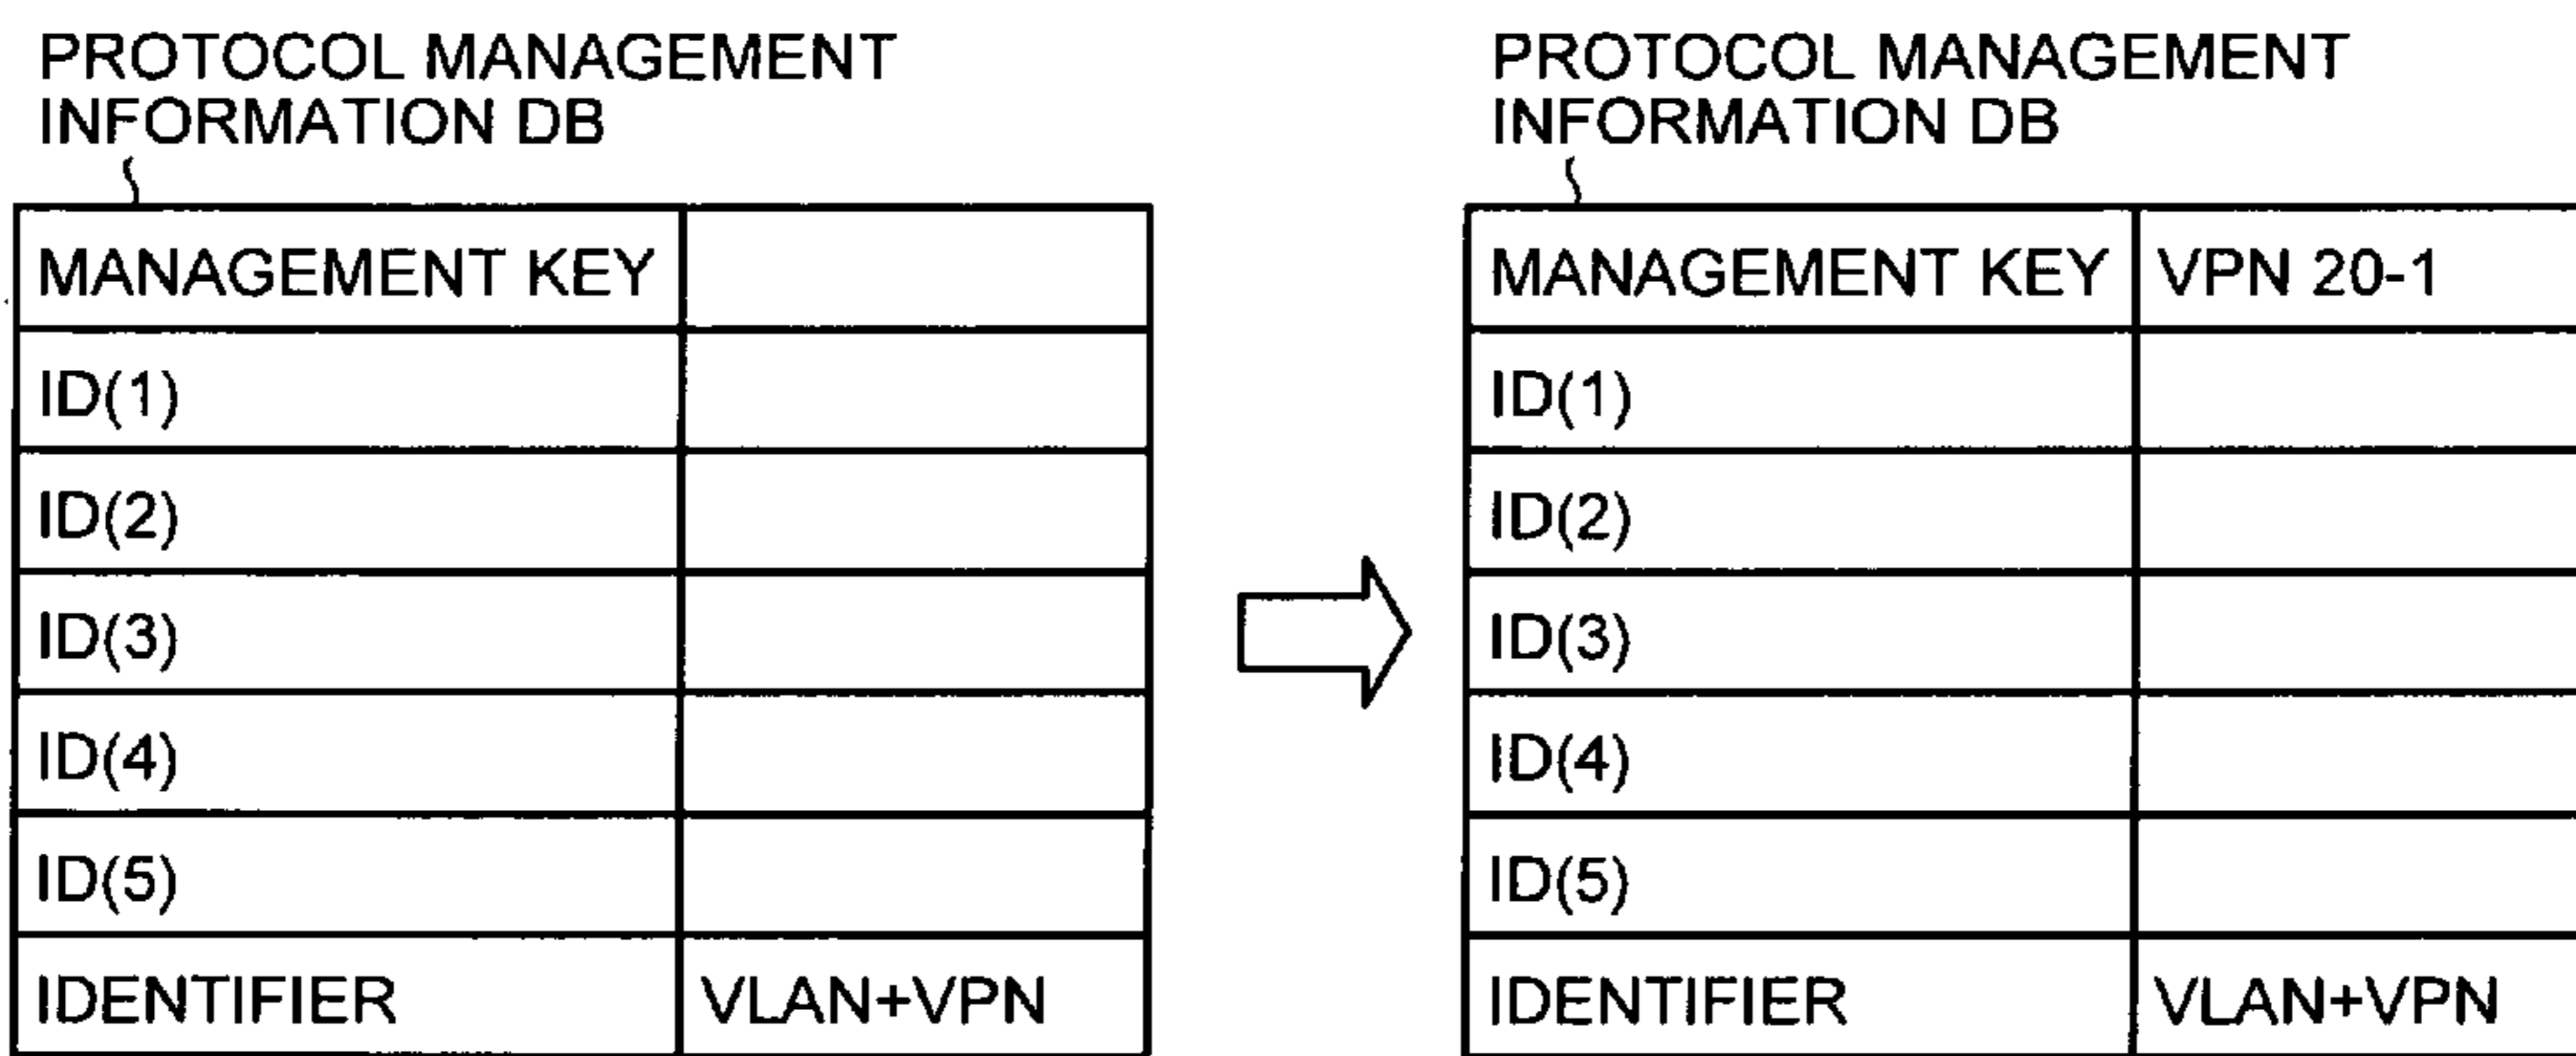 PROTOCOL MANAGEMENT
INFORMATION DB
MANAGEMENT KEY
ID(1)
ID(2)
ID(3)
ID(4)
ID(5)
IDENTIFIER VLAN+VPN
PROTOCOL MANAGEMENT
INFORMATION DB
MANAGEMENT KEY VPN 20-1
ID(1)
ID(2)
ID(3)
ID(4)
ID(5)
IDENTIFIER VLAN+VPN